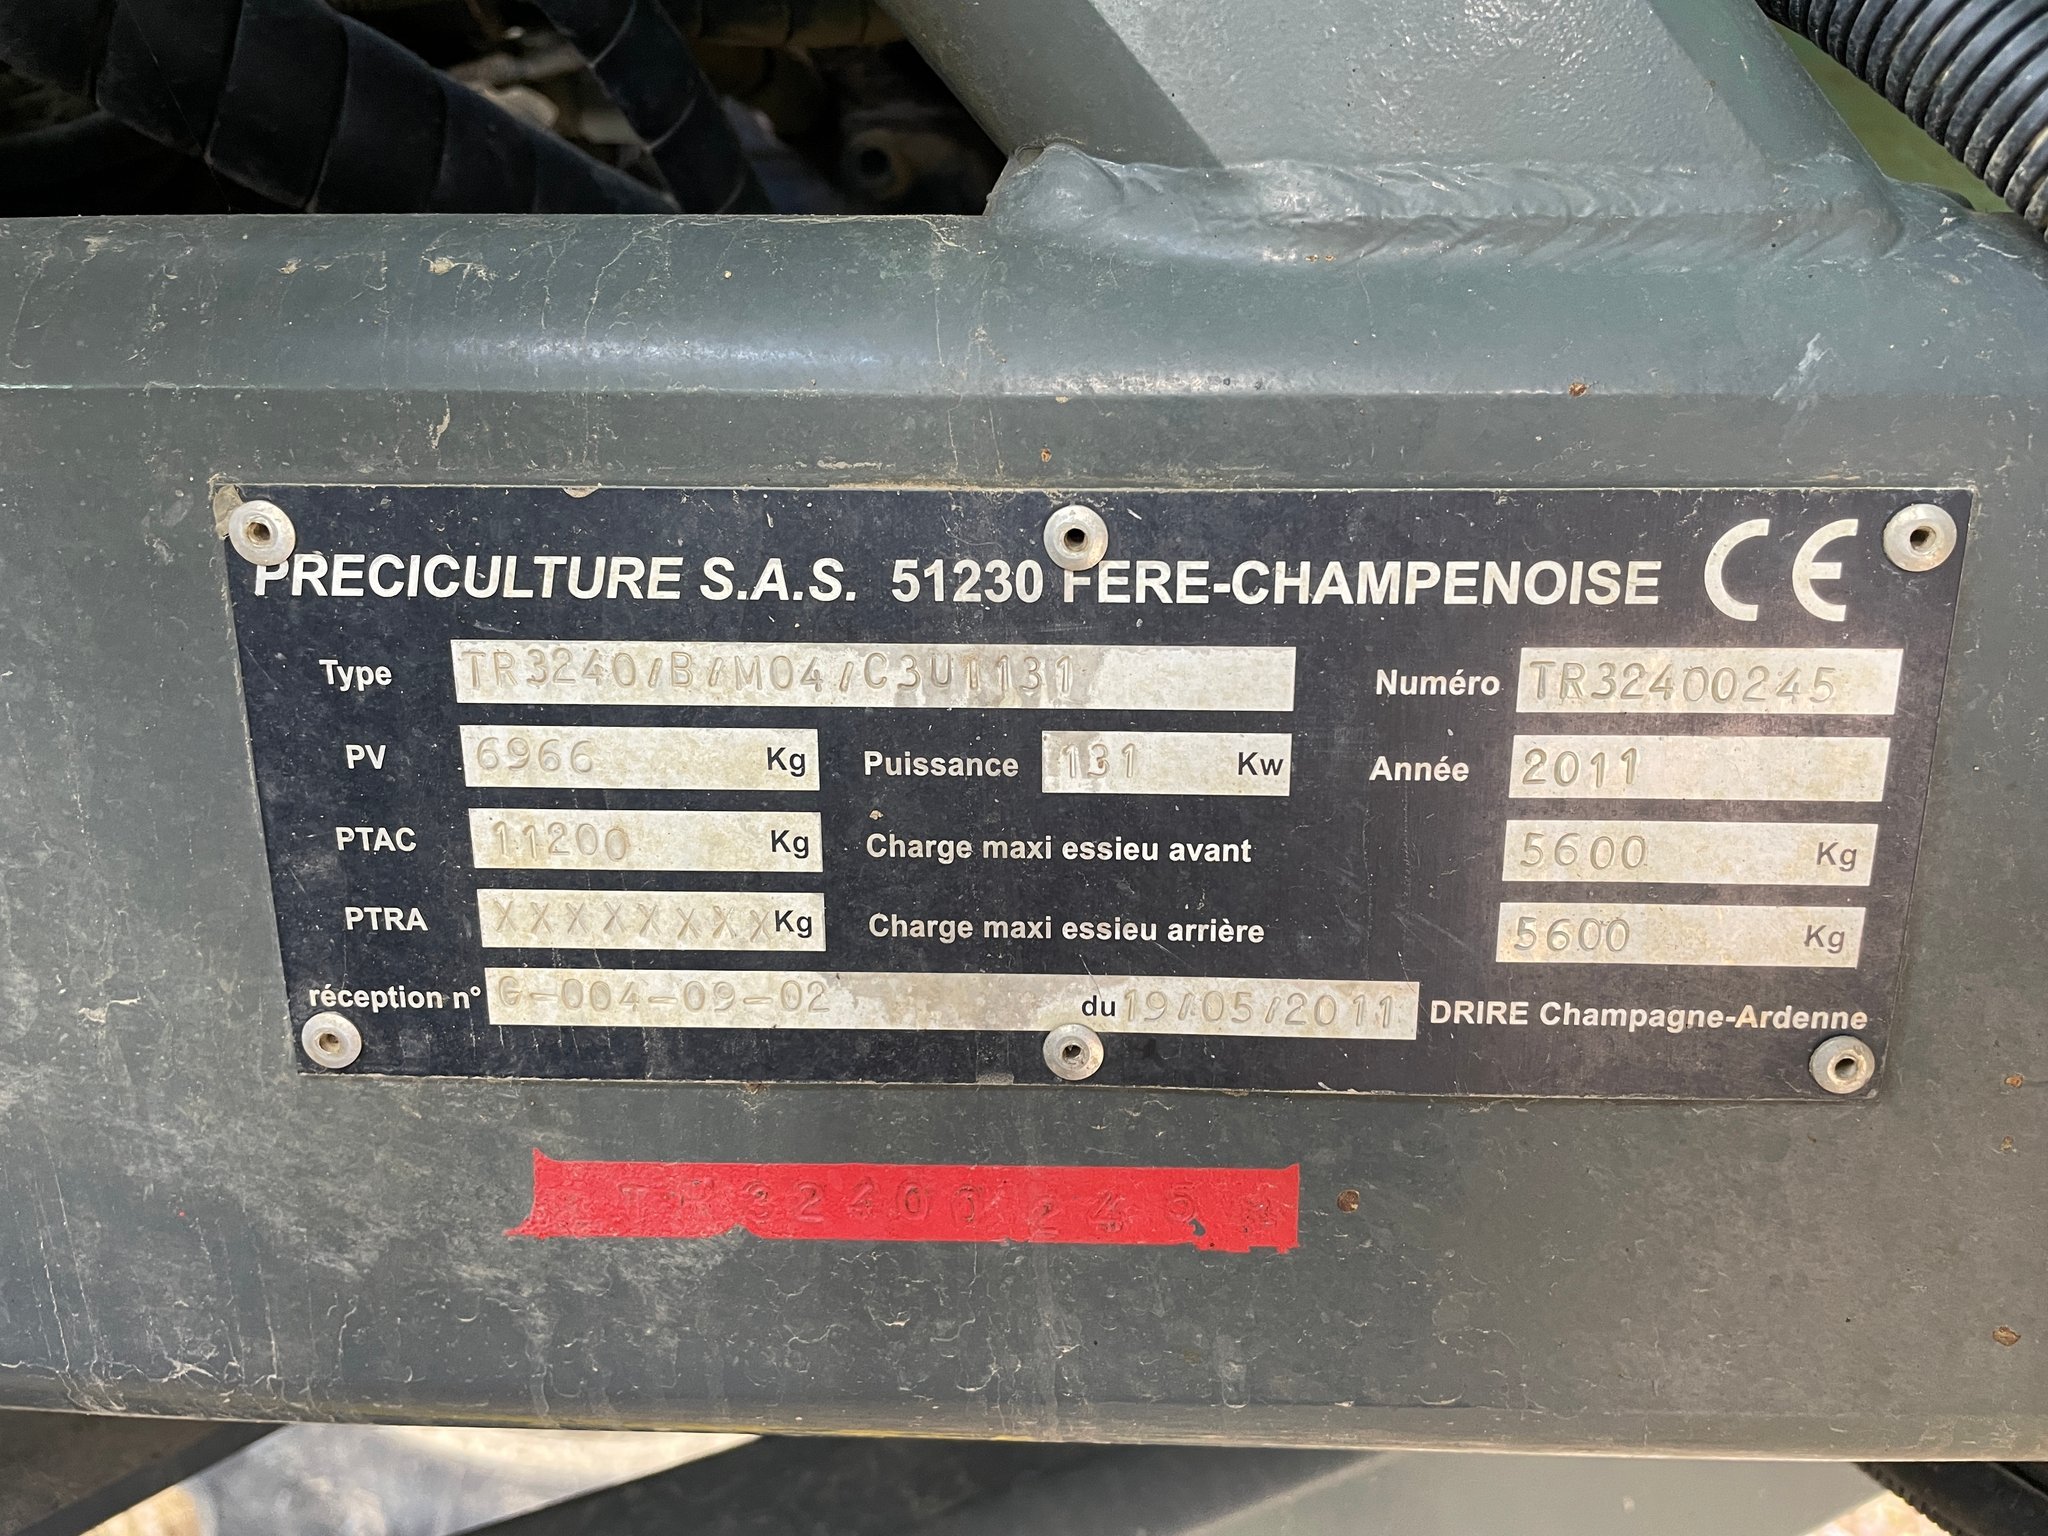 PRECICULTURE S.A.S. 51230 FERE-CHAMPENOISE CE
Type TR3240/B/M04/C3U1131 Numéro TR32400245
PV 6966 Kg Puissance 131 Kw Année 2011
PTAC 11200 Kg Charge maxi essieu avant 5600 Kg
PTRA XXXXXXXX Kg Charge maxi essieu arrière 5600 Kg
réception n° G-004-09-02 du 19/05/2011 DRIRE Champagne-Ardenne
TR32400245